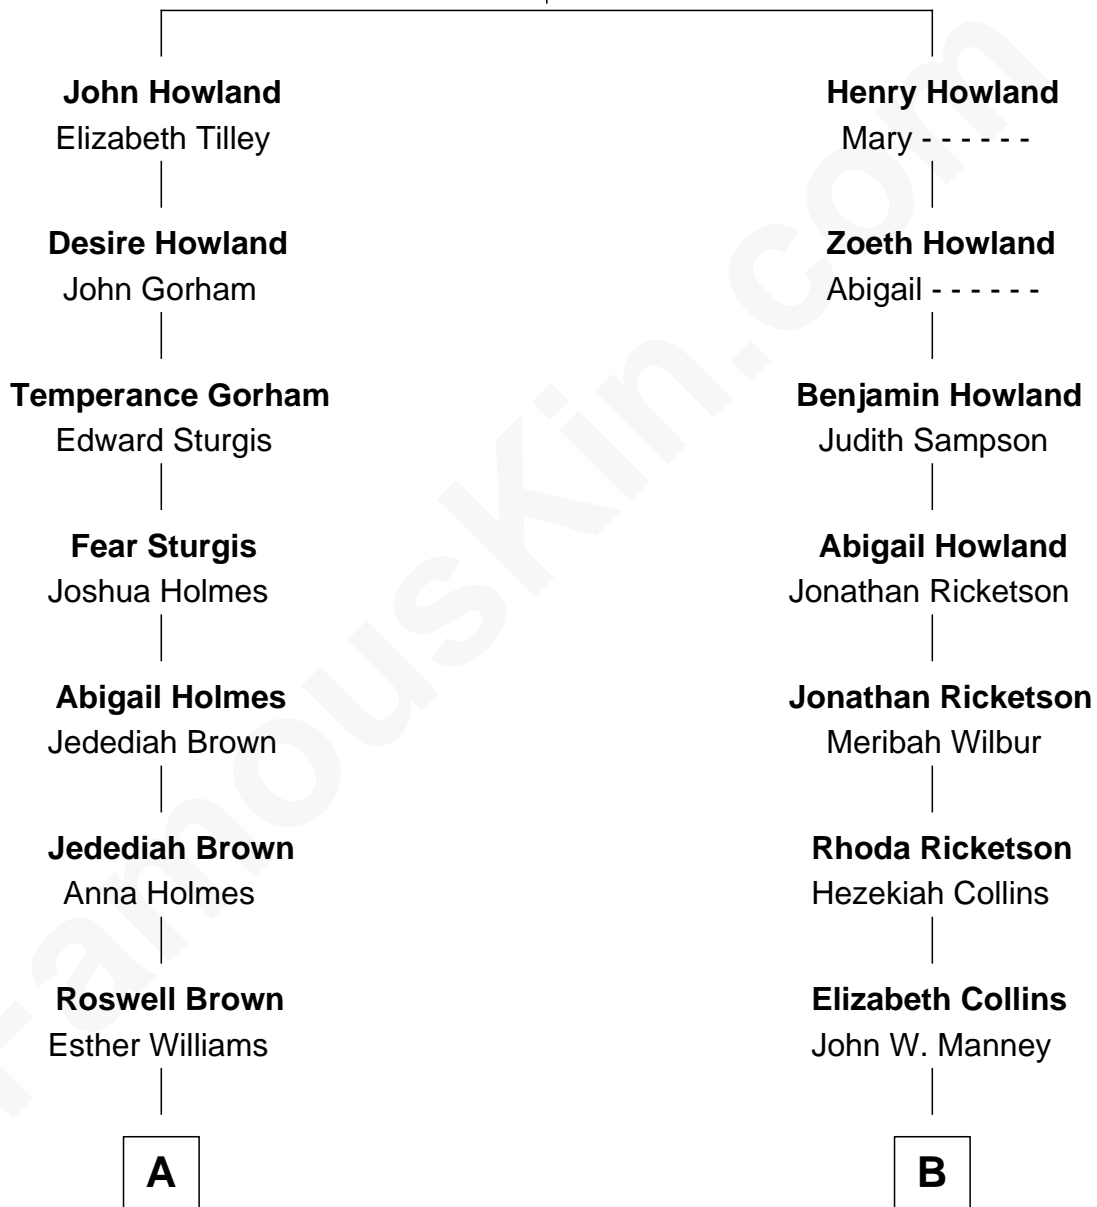 John Howland
Elizabeth Tilley
Desire Howland
John Gorham
Temperance Gorham
Edward Sturgis
Fear Sturgis
Joshua Holmes
Abigail Holmes
Jedediah Brown
Jedediah Brown
Anna Holmes
Roswell Brown
Esther Williams
A
Henry Howland
Mary - - - - - -
Zoeth Howland
Abigail - - - - - -
Benjamin Howland
Judith Sampson
Abigail Howland
Jonathan Ricketson
Jonathan Ricketson
Meribah Wilbur
Rhoda Ricketson
Hezekiah Collins
Elizabeth Collins
John W. Manney
B
FamousKin.com